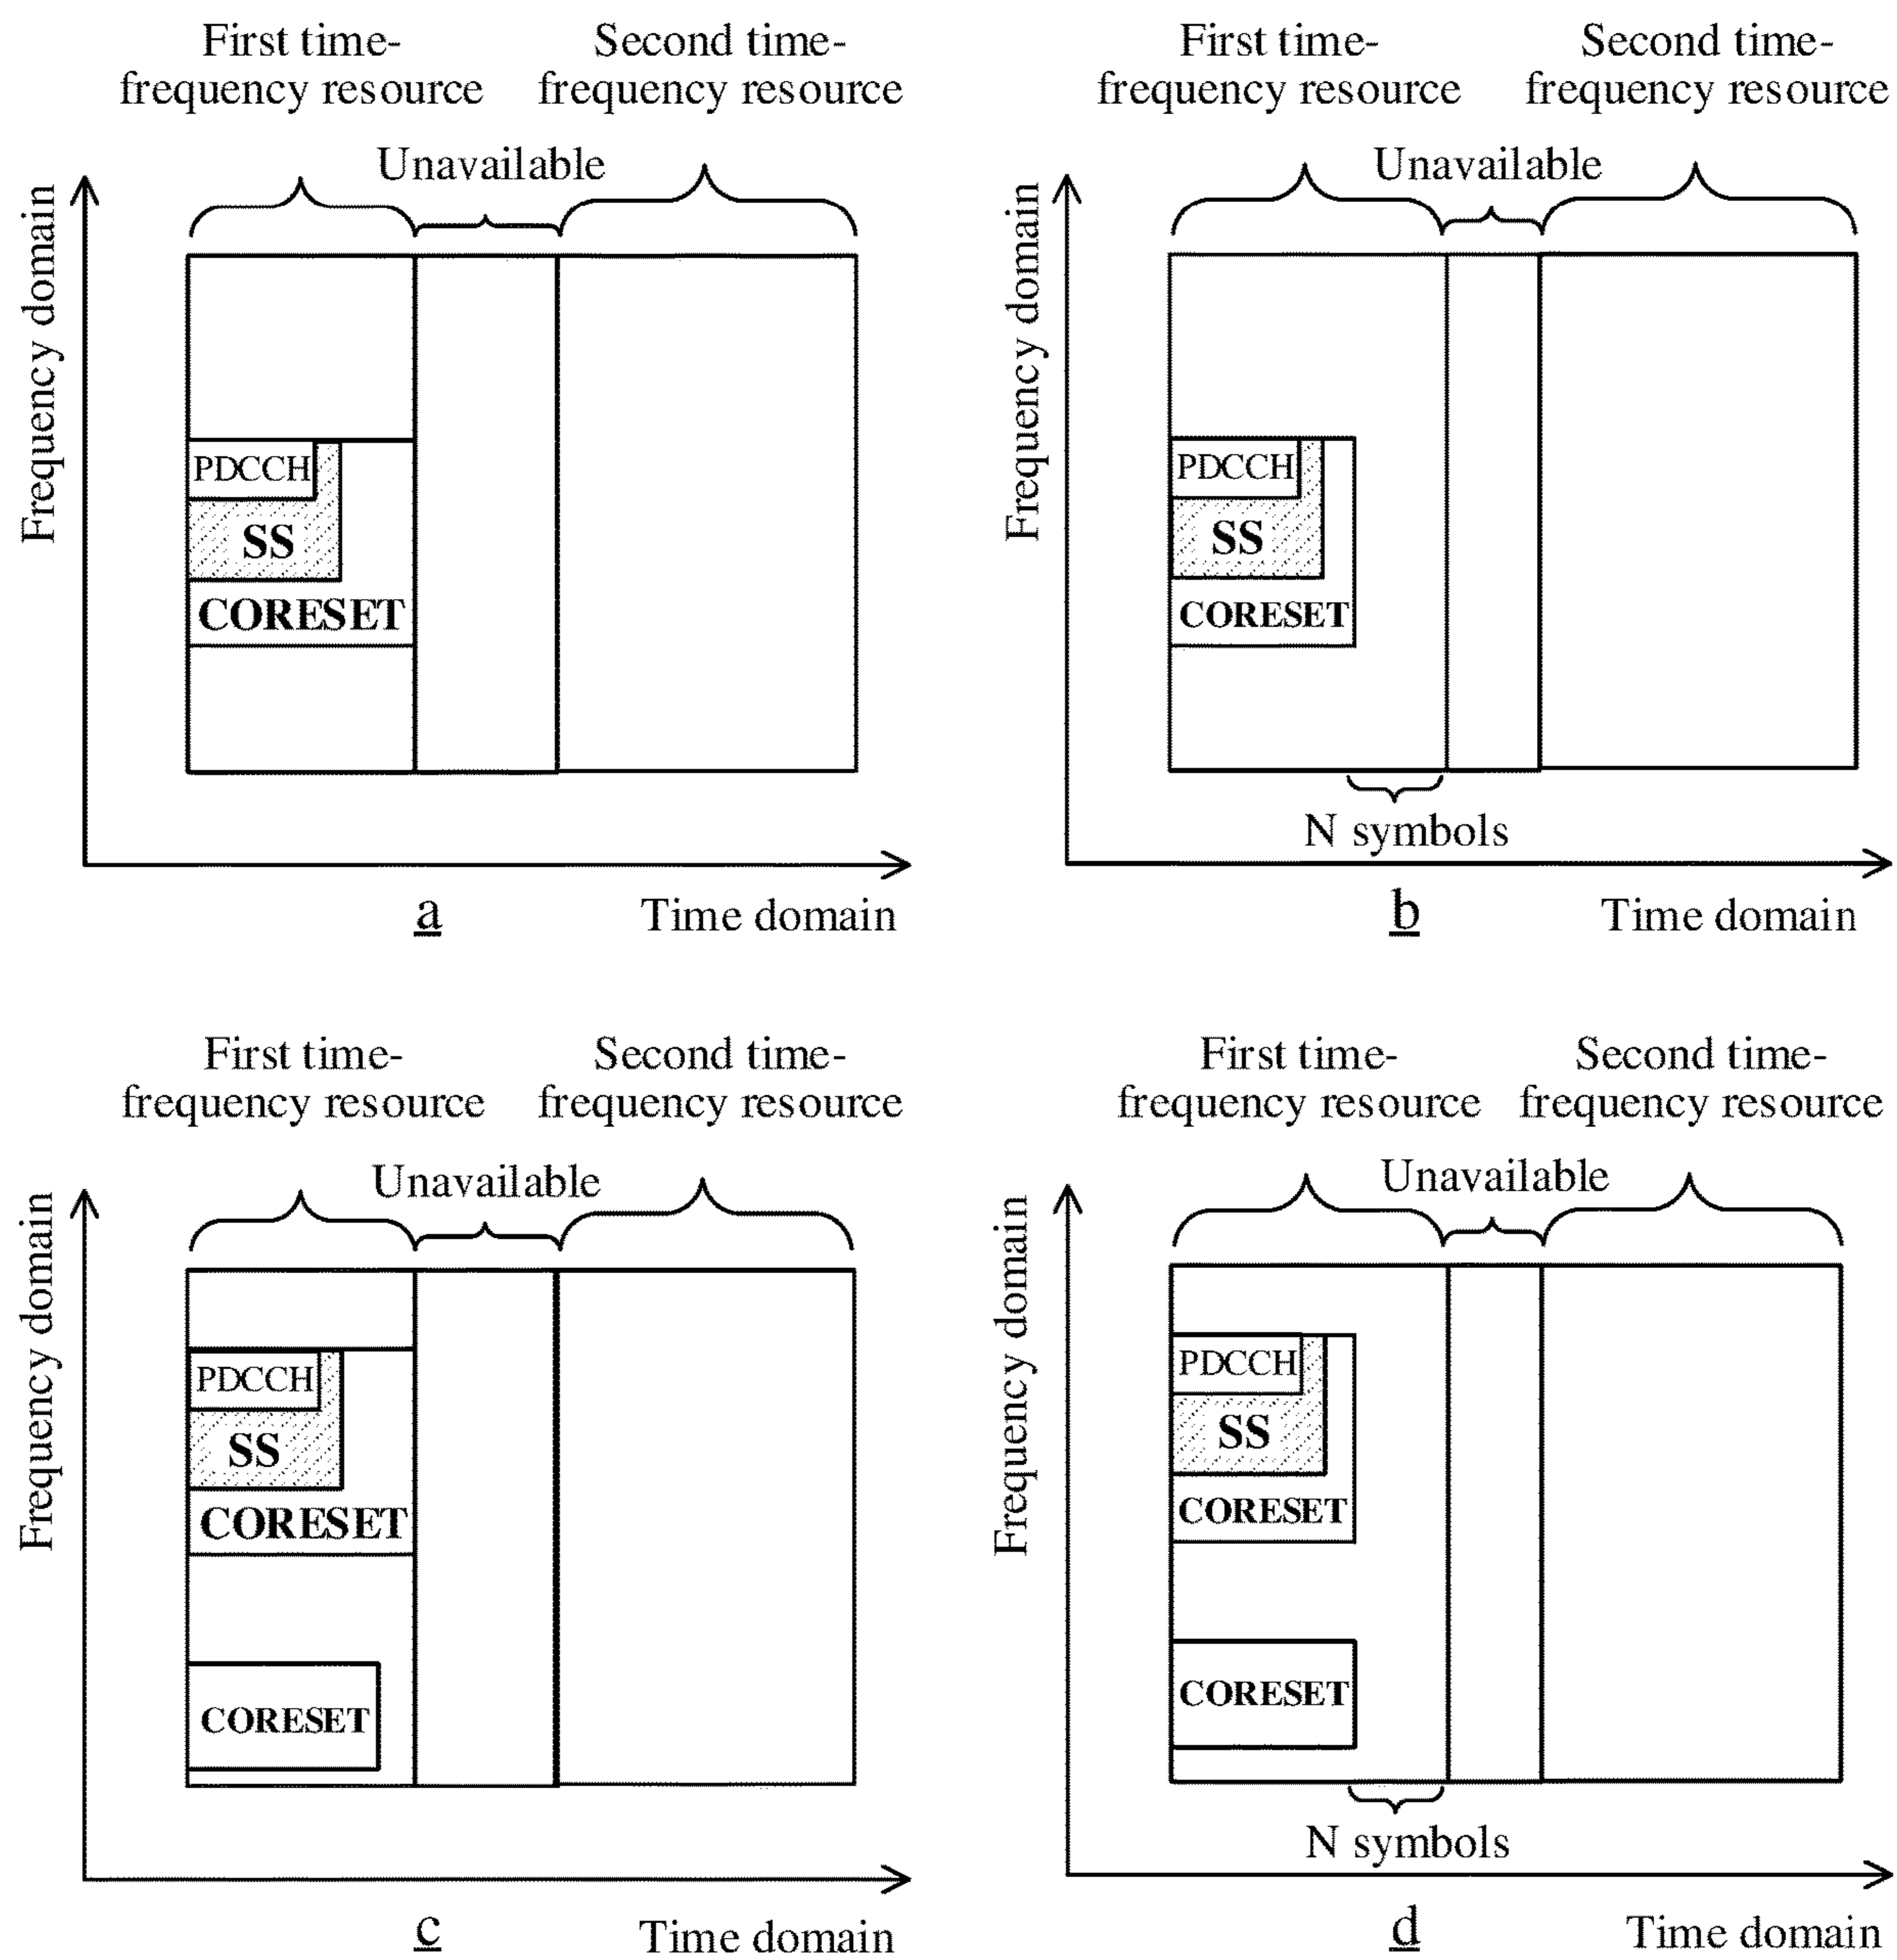 First time-
frequency resource
Second time-
frequency resource
Unavailable
Frequency domain
PDCCH
SS
CORESET
a
Time domain
First time-
frequency resource
Second time-
frequency resource
Unavailable
Frequency domain
PDCCH
SS
CORESET
N symbols
b
Time domain
First time-
frequency resource
Second time-
frequency resource
Unavailable
Frequency domain
PDCCH
SS
CORESET
CORESET
c
Time domain
First time-
frequency resource
Second time-
frequency resource
Unavailable
Frequency domain
PDCCH
SS
CORESET
CORESET
N symbols
d
Time domain